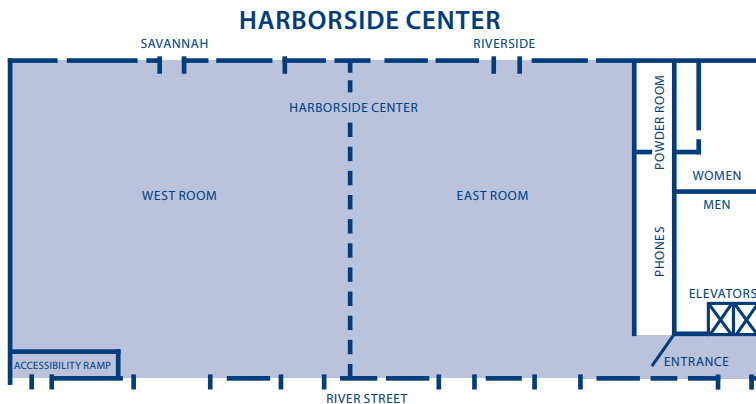 HARBORSIDE CENTER
SAVANNAH
RIVERSIDE
HARBORSIDE CENTER
POWDER ROOM
WOMEN
WEST ROOM
EAST ROOM
MEN
PHONES
ELEVATORS
ACCESSIBILITY RAMP
ENTRANCE
RIVER STREET